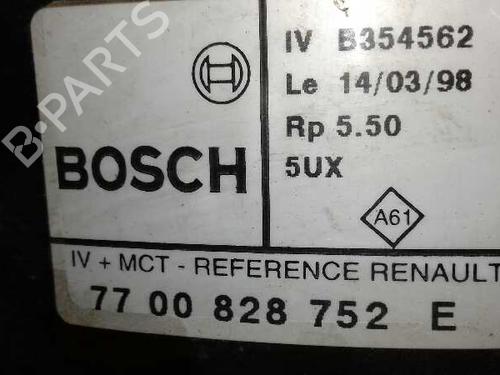 IV B354562
Le 14/03/98
Rp 5.50
5UX
BOSCH
A61
IV + MCT - REFERENCE RENAULT
77 00 828 752 E
B-PARTS